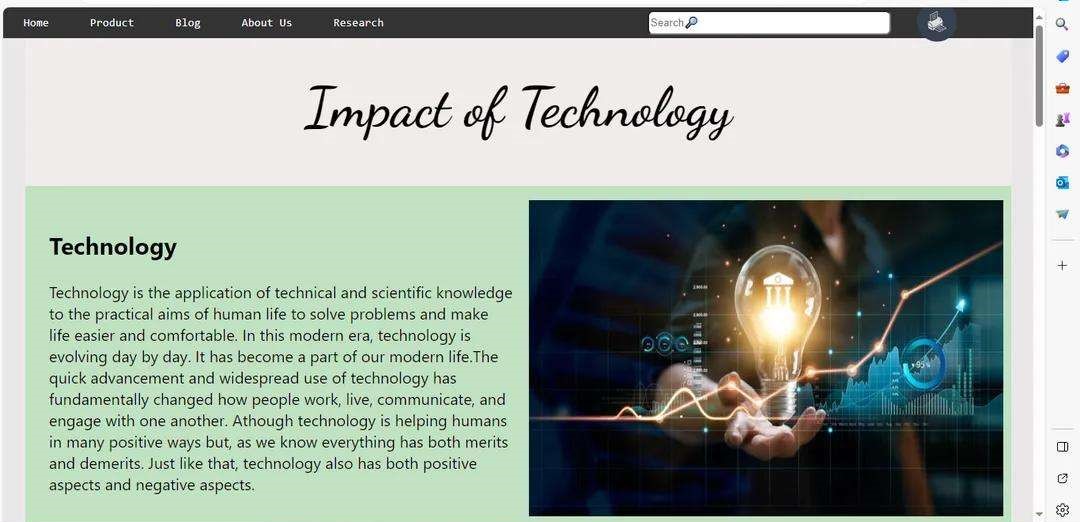 Home Product Blog About Us Research Search
Impact of Technology
Technology
Technology is the application of technical and scientific knowledge
to the practical aims of human life to solve problems and make
life easier and comfortable. In this modern era, technology is
evolving day by day. It has become a part of our modern life.The
quick advancement and widespread use of technology has
fundamentally changed how people work, live, communicate, and
engage with one another. Athough technology is helping humans
in many positive ways but, as we know everything has both merits
and demerits. Just like that, technology also has both positive
aspects and negative aspects.